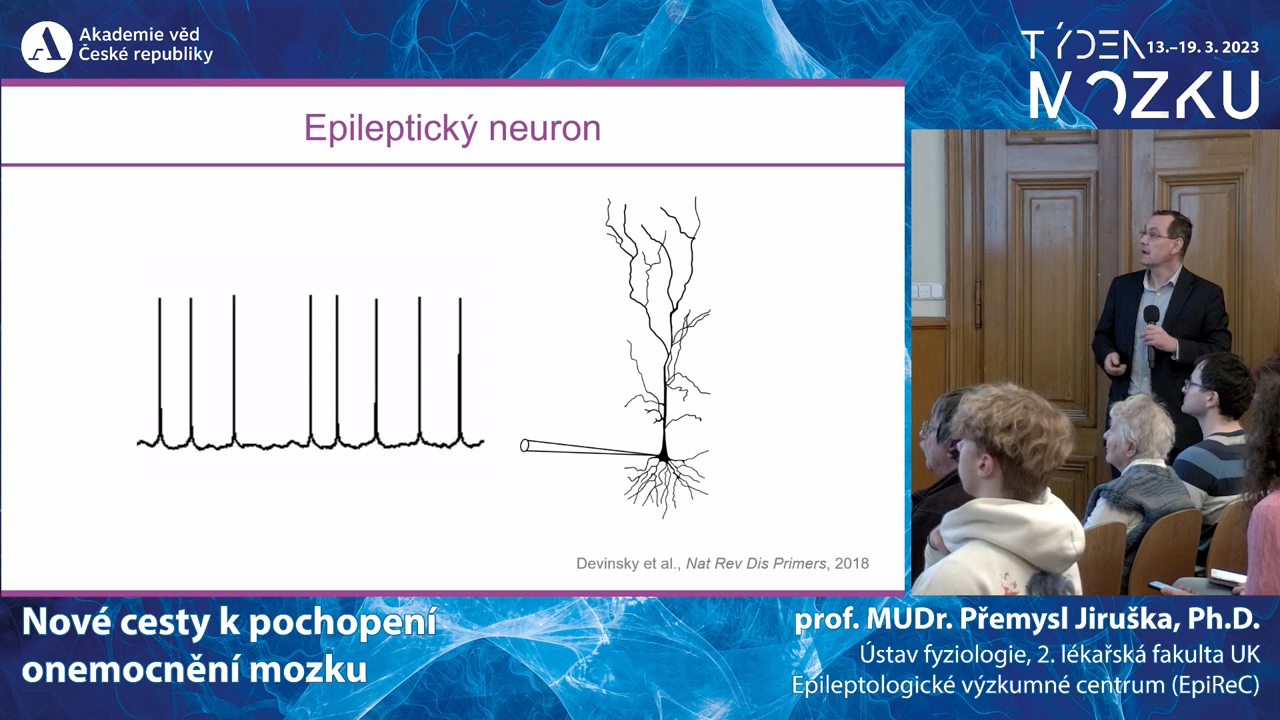 Akademie věd
České republiky
TÝDEN 13.–19. 3. 2023
MOZKU
Epileptický neuron
Devinsky et al., Nat Rev Dis Primers, 2018
Nové cesty k pochopení
onemocnění mozku
prof. MUDr. Přemysl Jiruška, Ph.D.
Ústav fyziologie, 2. lékařská fakulta UK
Epileptologické výzkumné centrum (EpiReC)